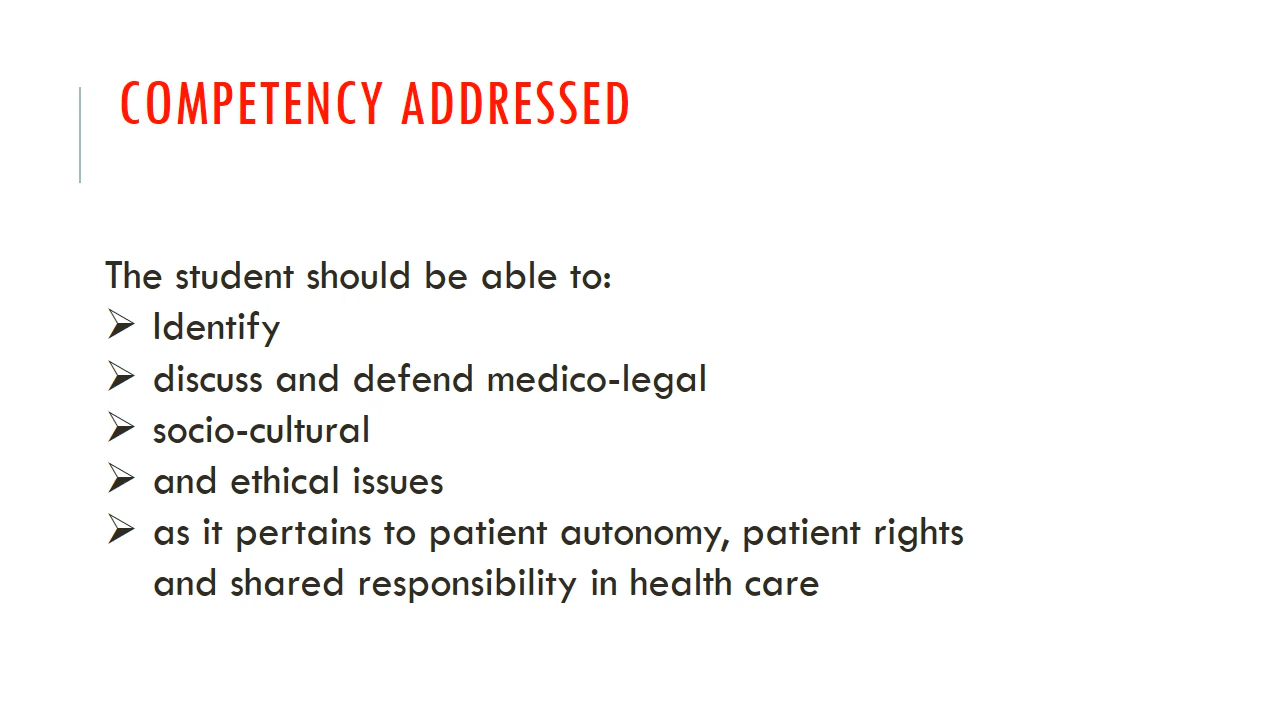 COMPETENCY ADDRESSED
The student should be able to:
➢ Identify
➢ discuss and defend medico-legal
➢ socio-cultural
➢ and ethical issues
➢ as it pertains to patient autonomy, patient rights
and shared responsibility in health care